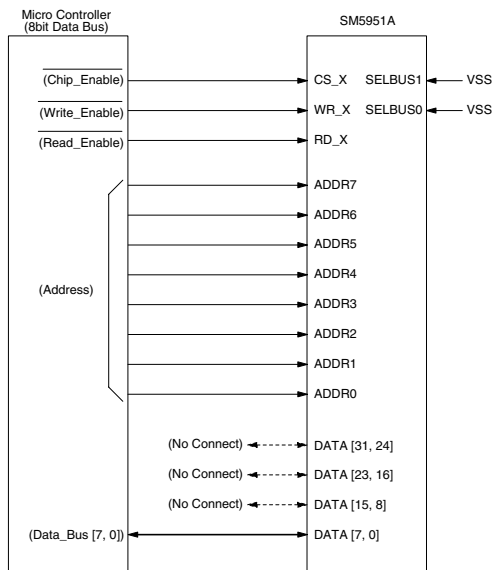 Micro Controller
(8bit Data Bus)
SM5951A
(Chip_Enable) CS_X SELBUS1 VSS
(Write_Enable) WR_X SELBUS0 VSS
(Read_Enable) RD_X
ADDR7
ADDR6
ADDR5
(Address) ADDR4
ADDR3
ADDR2
ADDR1
ADDR0
(No Connect) DATA [31, 24]
(No Connect) DATA [23, 16]
(No Connect) DATA [15, 8]
(Data_Bus [7, 0]) DATA [7, 0]